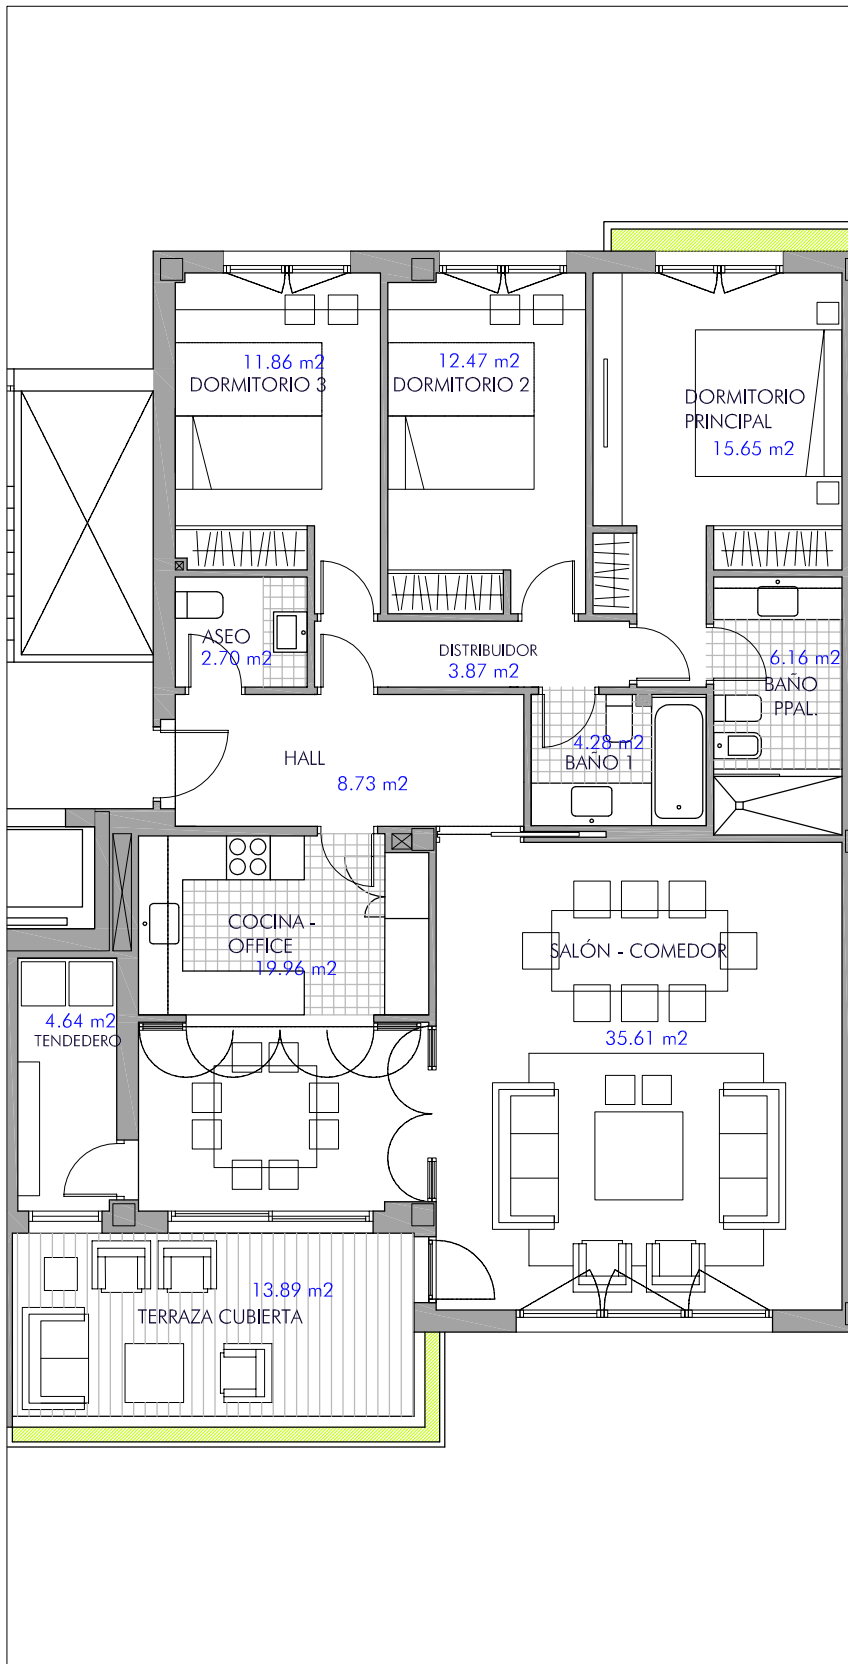 11.86 m2
DORMITORIO 3
12.47 m2
DORMITORIO 2
DORMITORIO
PRINCIPAL
15.65 m2
ASEO
2.70 m2
DISTRIBUIDOR
3.87 m2
6.16 m2
BAÑO
PPAL.
HALL
8.73 m2
4.28 m2
BAÑO 1
COCINA -
OFFICE
19.96 m2
SALÓN - COMEDOR
35.61 m2
4.64 m2
TENDEDERO
13.89 m2
TERRAZA CUBIERTA